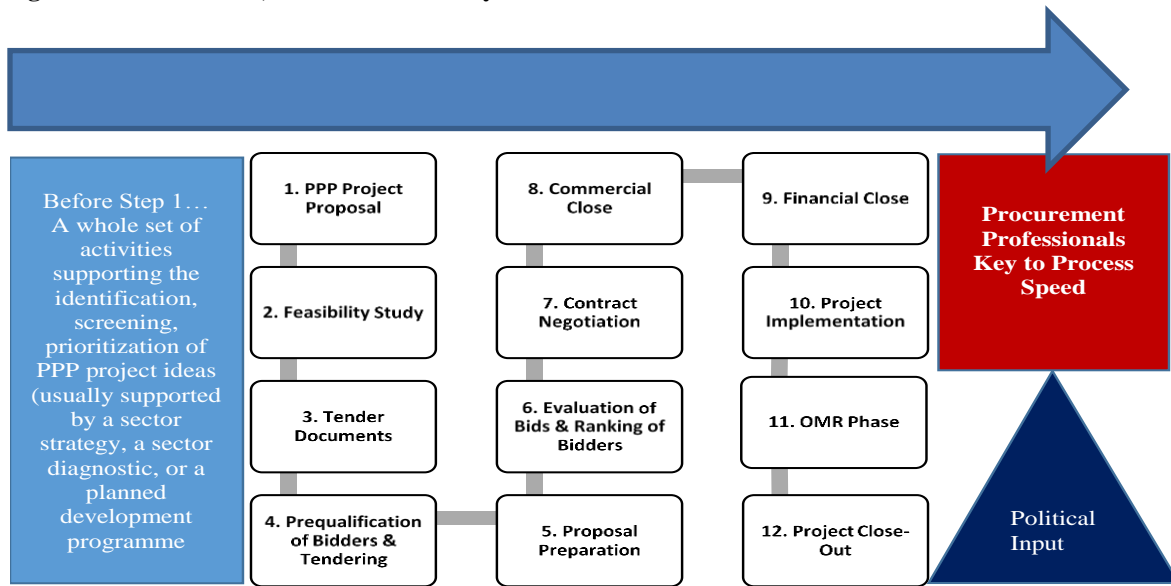 Before Step 1…
A whole set of
activities
supporting the
identification,
screening,
prioritization of
PPP project ideas
(usually supported
by a sector
strategy, a sector
diagnostic, or a
planned
development
programme
1. PPP Project
Proposal
2. Feasibility Study
3. Tender
Documents
4. Prequalification
of Bidders &
Tendering
5. Proposal
Preparation
6. Evaluation of
Bids & Ranking of
Bidders
7. Contract
Negotiation
8. Commercial
Close
9. Financial Close
10. Project
Implementation
11. OMR Phase
12. Project Close-
Out
Procurement
Professionals
Key to Process
Speed
Political
Input